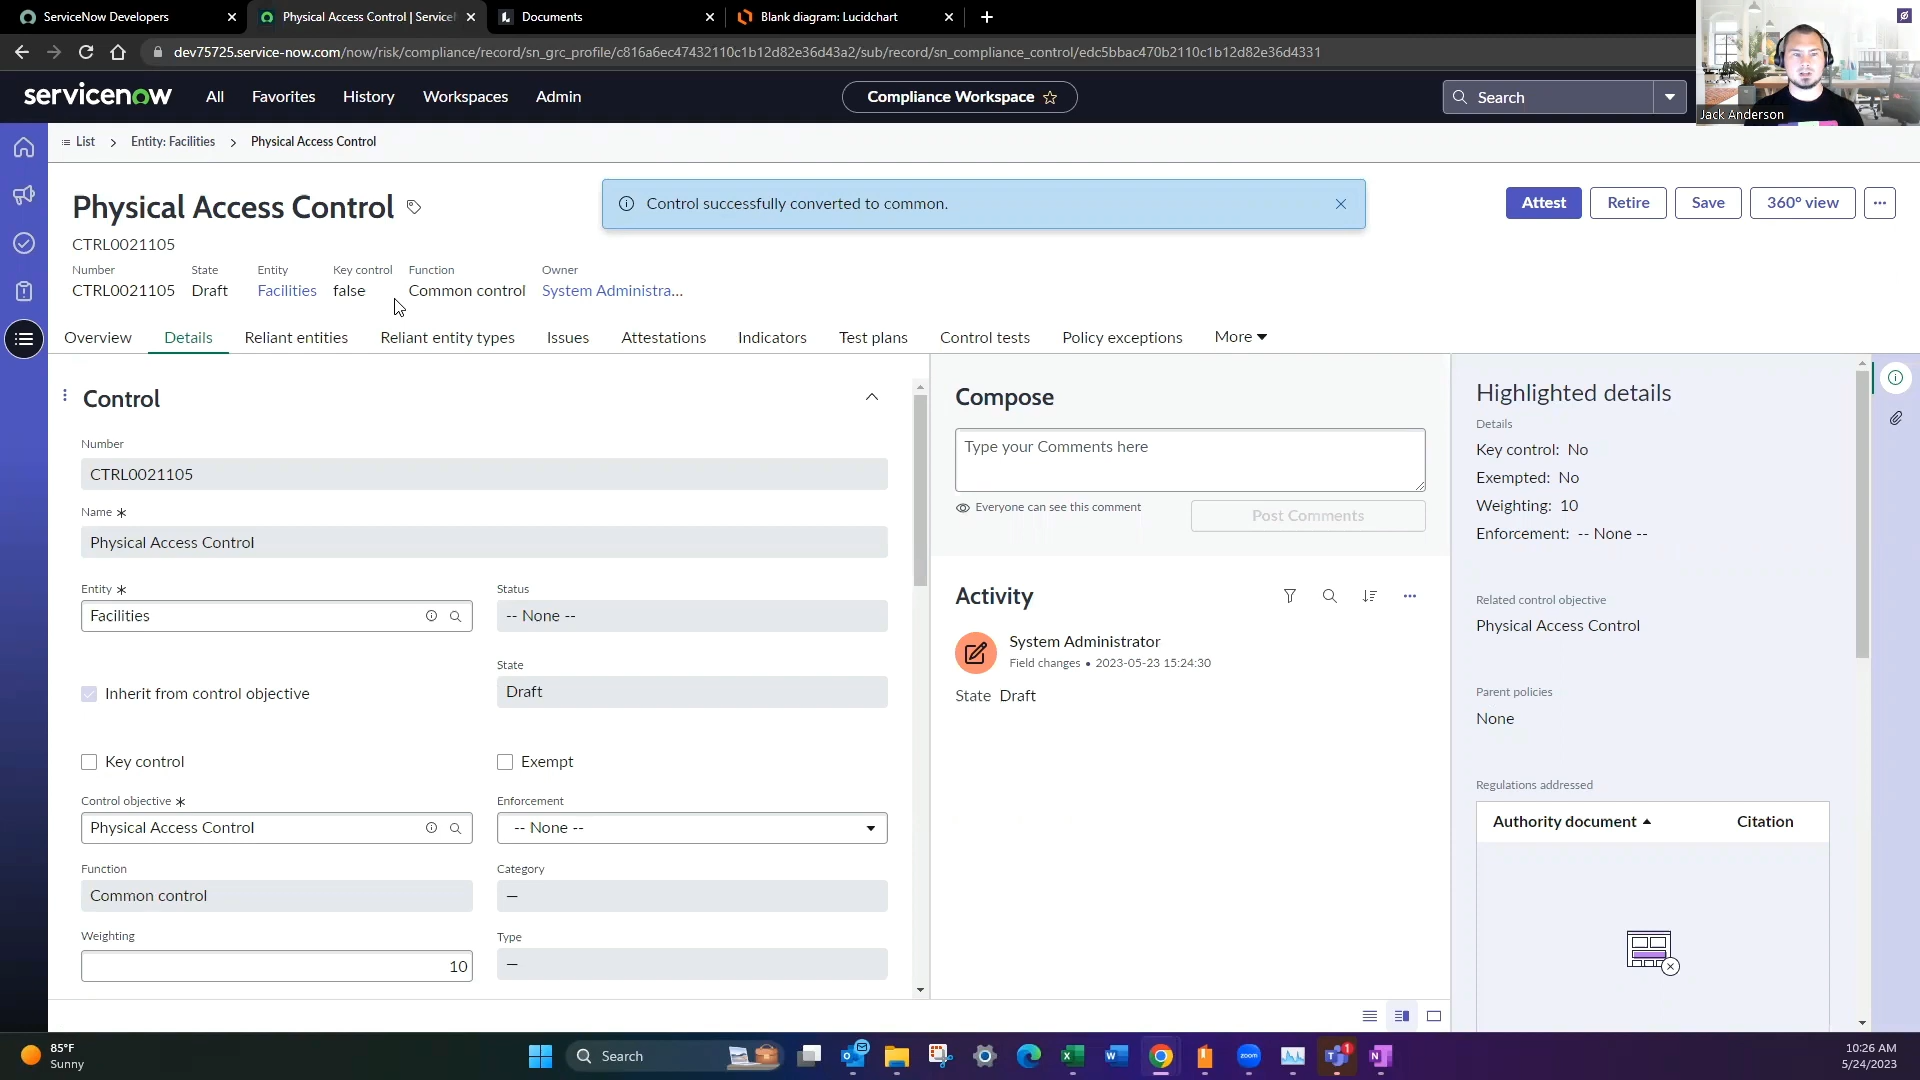 ServiceNow Developers
Physical Access Control | Service
Documents
Blank diagram: Lucidchart
dev75725.service-now.com/now/risk/compliance/record/sn_grc_profile/c816a6ec47432110c1b12d82e36d43a2/sub/record/sn_compliance_control/edc5bbac470b2110c1b12d82e36d4331
servicenow
All
Favorites
History
Workspaces
Admin
Compliance Workspace
Search
Jack Anderson
List
Entity: Facilities
Physical Access Control
Physical Access Control
Control successfully converted to common.
Attest
Retire
Save
360° view
CTRL0021105
Number State Entity Key control Function Owner
CTRL0021105 Draft Facilities false Common control System Administra...
Overview
Details
Reliant entities
Reliant entity types
Issues
Attestations
Indicators
Test plans
Control tests
Policy exceptions
More
Control
Number
CTRL0021105
Name *
Physical Access Control
Entity *
Facilities
Status
-- None --
Inherit from control objective
State
Draft
Key control
Exempt
Control objective *
Physical Access Control
Enforcement
-- None --
Function
Common control
Category
—
Weighting
10
Type
—
Compose
Type your Comments here
Everyone can see this comment
Post Comments
Activity
System Administrator
Field changes • 2023-05-23 15:24:30
State Draft
Highlighted details
Details
Key control: No
Exempted: No
Weighting: 10
Enforcement: -- None --
Related control objective
Physical Access Control
Parent policies
None
Regulations addressed
Authority document
Citation
85°F
Sunny
Search
zoom
1
10:26 AM
5/24/2023